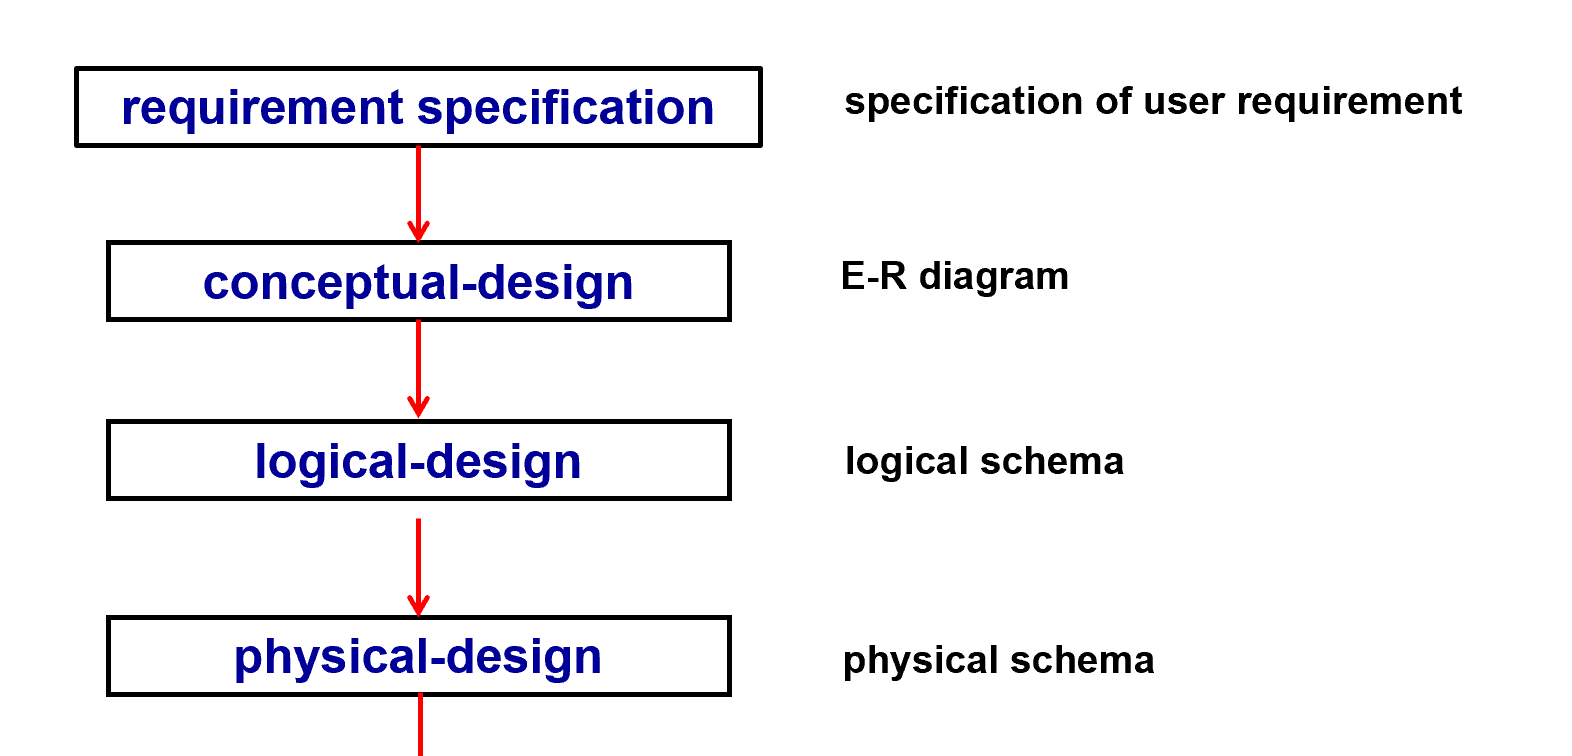 requirement specification
specification of user requirement
conceptual-design
E-R diagram
logical-design
logical schema
physical-design
physical schema